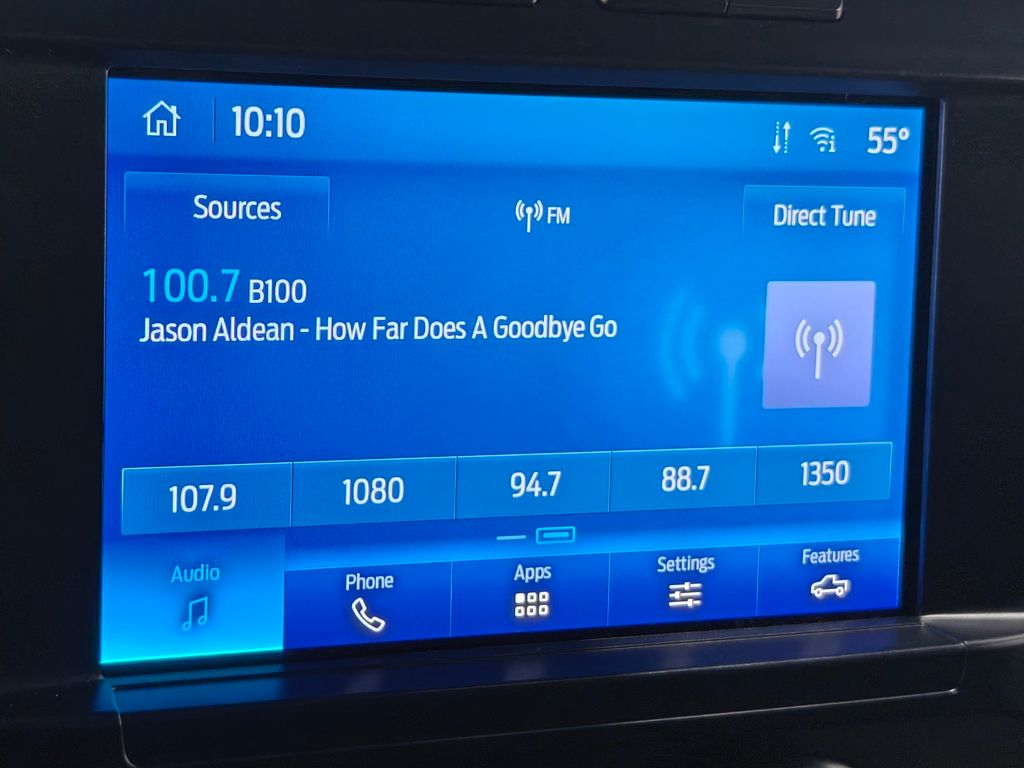 10:10
55°
Sources
FM
Direct Tune
100.7 B100
Jason Aldean - How Far Does A Goodbye Go
107.9 1080 94.7 88.7 1350
Audio Phone Apps Settings Features